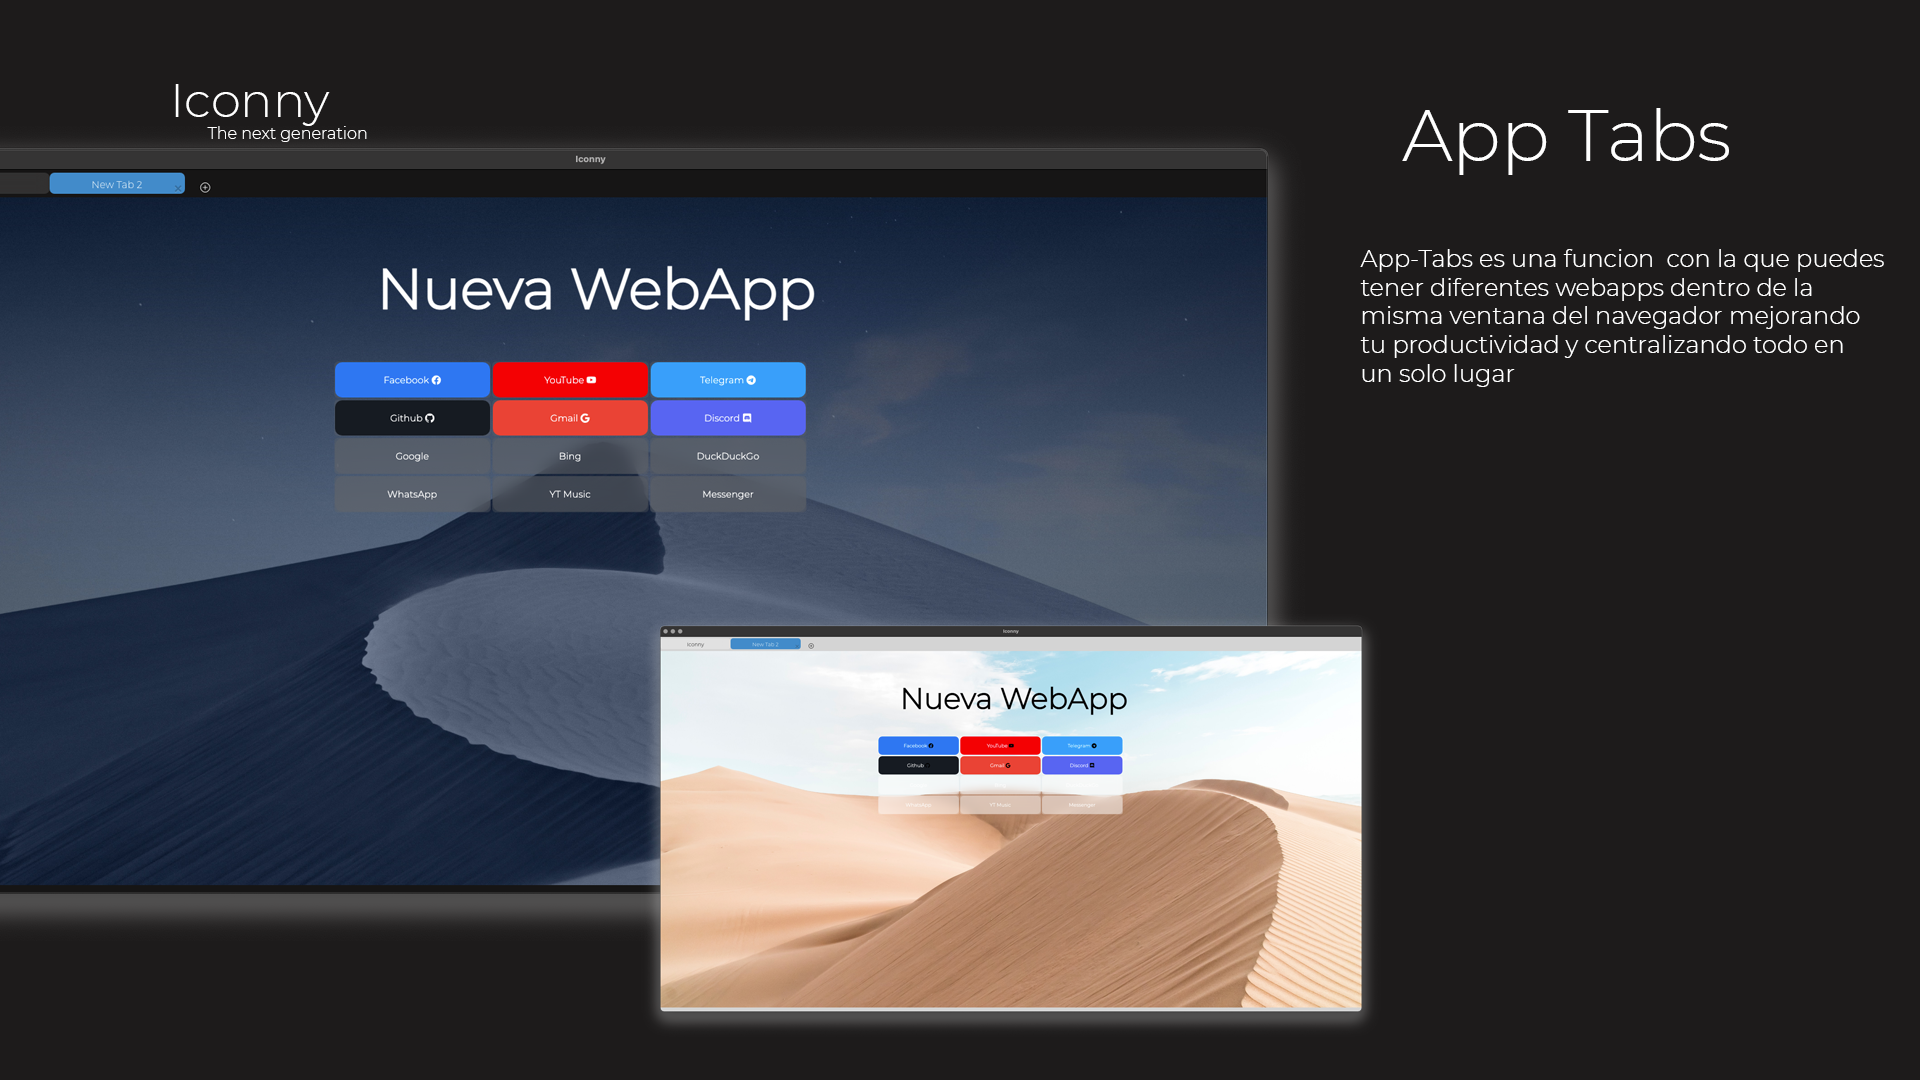 Iconny
The next generation
App Tabs
App-Tabs es una funcion  con la que puedes
tener diferentes webapps dentro de la
misma ventana del navegador mejorando
tu productividad y centralizando todo en
un solo lugar
Iconny
New Tab 2
Nueva WebApp
Facebook YouTube Telegram
Github Gmail Discord
Google Bing DuckDuckGo
WhatsApp YT Music Messenger
Iconny
Iconny New Tab 2
Nueva WebApp
Facebook YouTube Telegram
Github Gmail Discord
WhatsApp YT Music Messenger